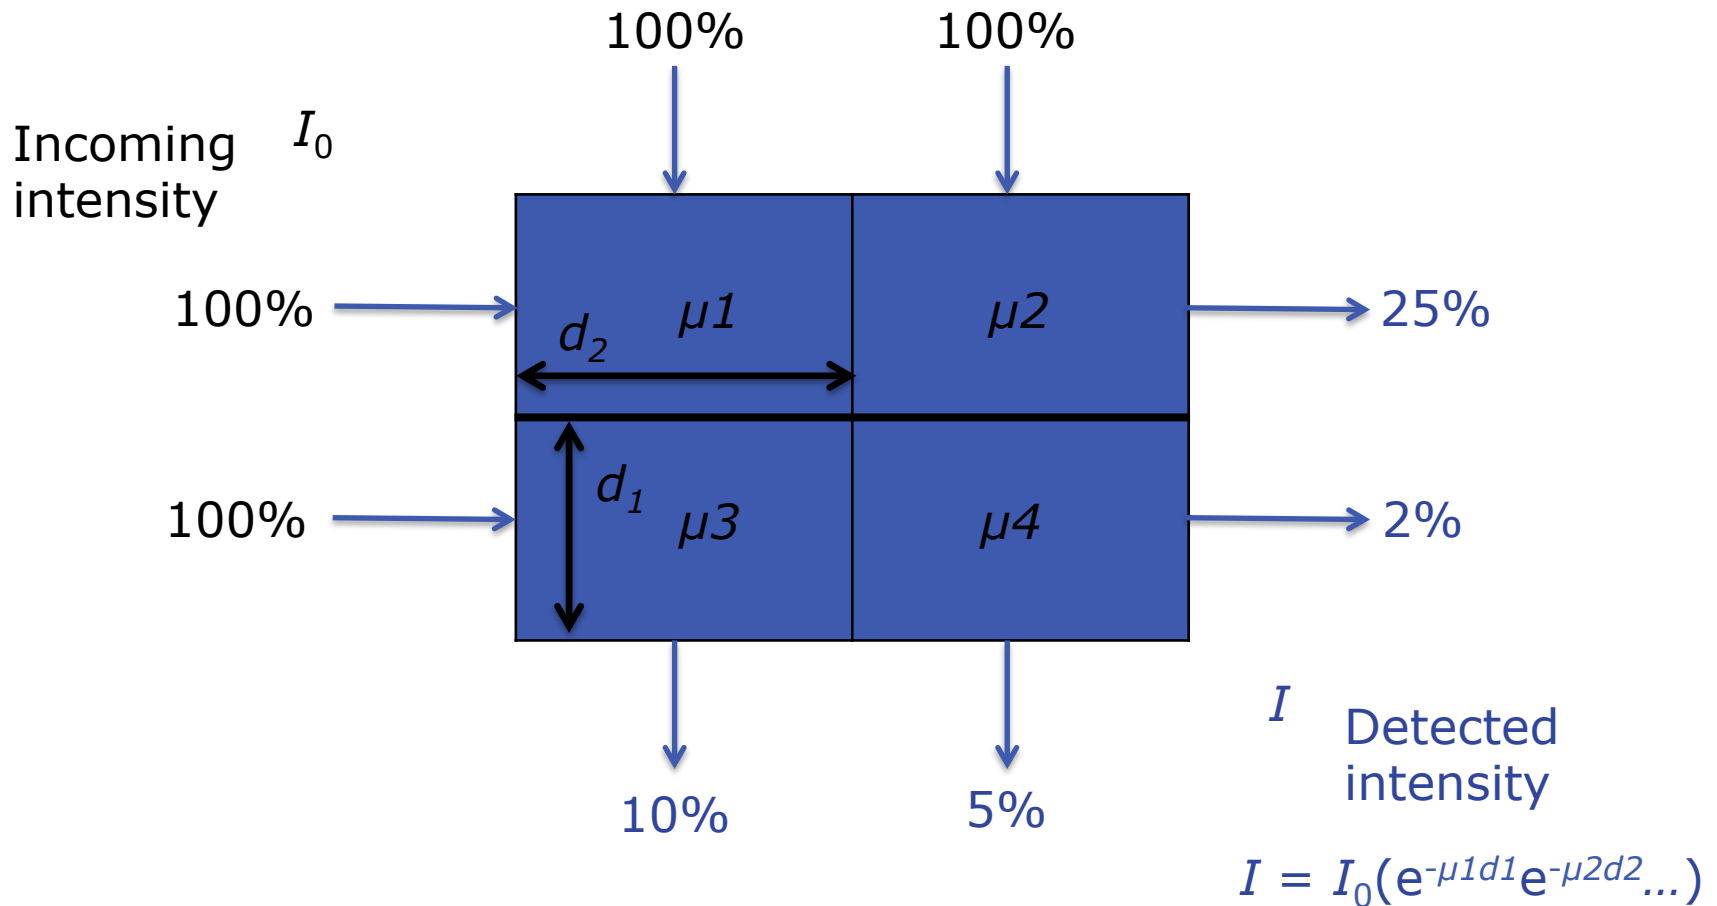 100% 100%
Incoming I₀
intensity
100% μ1 μ2 25%
d₂
d₁
100% μ3 μ4 2%
I Detected
intensity
10% 5%
I = I₀(e^-μ1d1 e^-μ2d2...)